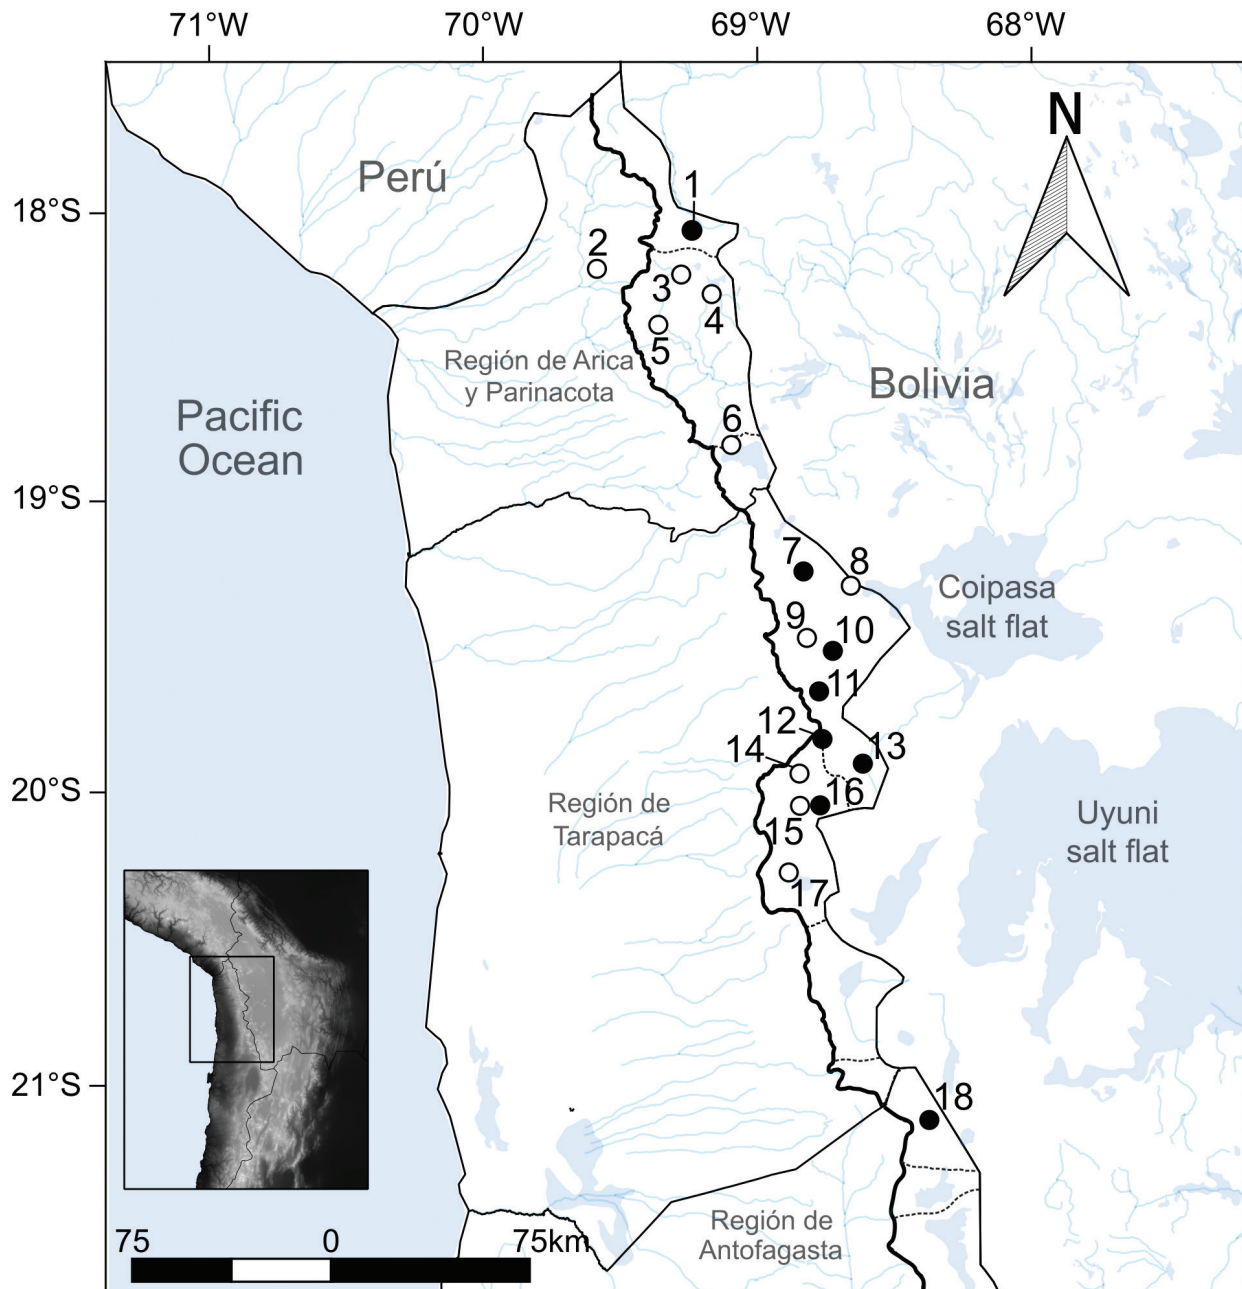 71°W
70°W
69°W
68°W
N
Perú
1
18°S
2
3
4
5
Región de Arica
y Parinacota
Bolivia
Pacific
Ocean
6
19°S
7
8
Coipasa
salt flat
9
10
11
12
13
14
20°S
16
Región de
Tarapacá
15
Uyuni
salt flat
17
21°S
18
Región de
Antofagasta
75
0
75km